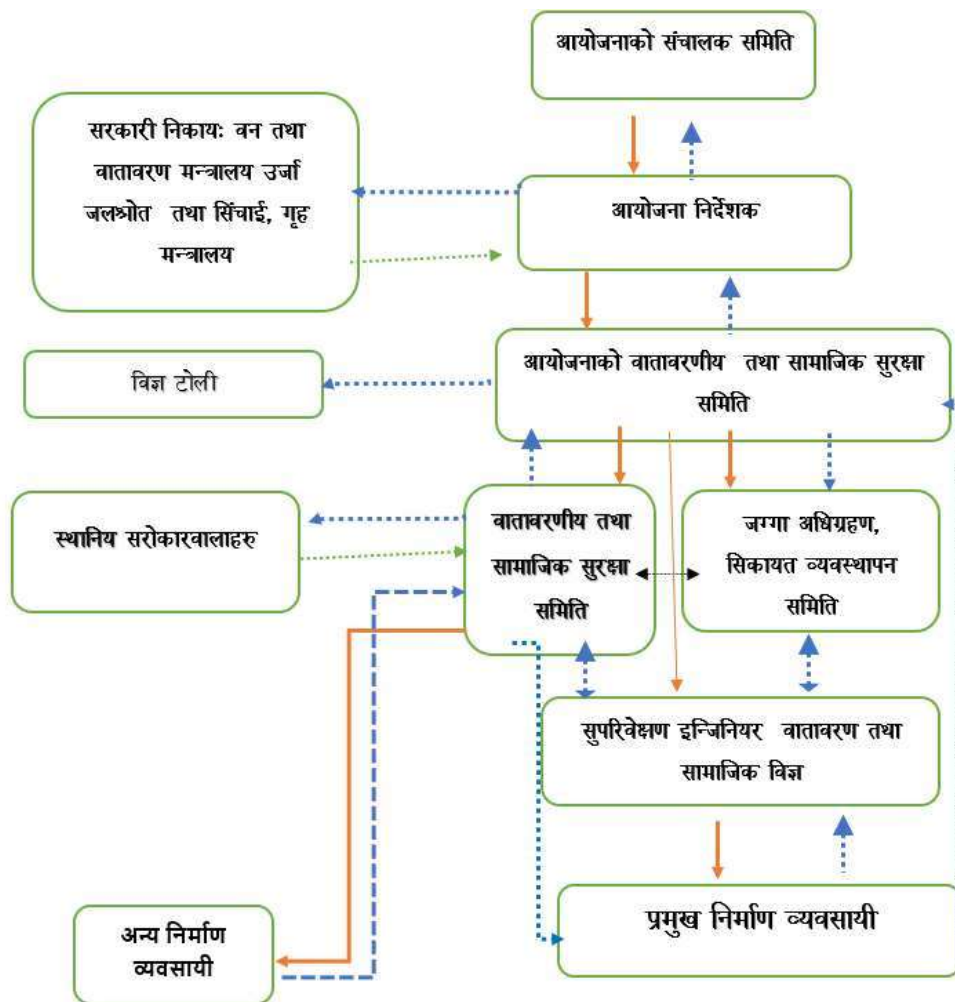 आयोजनाको संचालक समिति
सरकारी निकायः वन तथा
वातावरण मन्त्रालय उर्जा
जलश्रोत तथा सिंचाई, गृह
मन्त्रालय
आयोजना निर्देशक
आयोजनाको वातावरणीय तथा सामाजिक सुरक्षा
समिति
विज्ञ टोली
स्थानिय सरोकारवालाहरु
वातावरणीय तथा
सामाजिक सुरक्षा
समिति
जग्गा अधिग्रहण,
सिकायत व्यवस्थापन
समिति
सुपरिवेक्षण इन्जिनियर वातावरण तथा
सामाजिक विज्ञ
प्रमुख निर्माण व्यवसायी
अन्य निर्माण
व्यवसायी